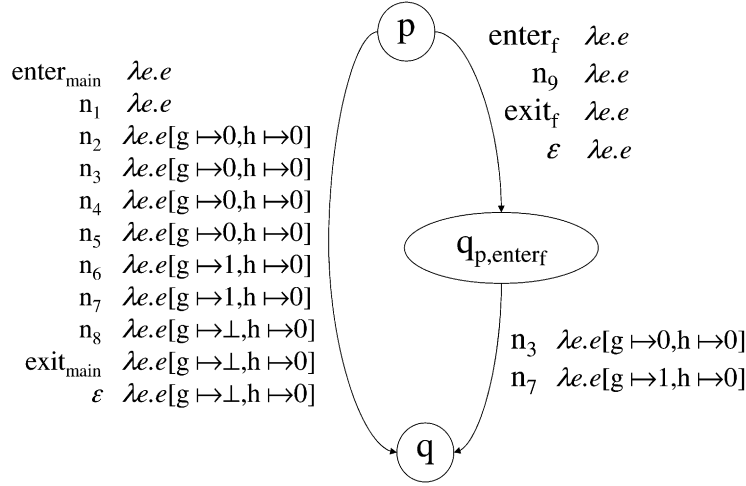 p
enter_main λe.e
n_1 λe.e
n_2 λe.e[g ↦0,h ↦0]
n_3 λe.e[g ↦0,h ↦0]
n_4 λe.e[g ↦0,h ↦0]
n_5 λe.e[g ↦0,h ↦0]
n_6 λe.e[g ↦1,h ↦0]
n_7 λe.e[g ↦1,h ↦0]
n_8 λe.e[g ↦⊥,h ↦0]
exit_main λe.e[g ↦⊥,h ↦0]
ε λe.e[g ↦⊥,h ↦0]
enter_f λe.e
n_9 λe.e
exit_f λe.e
ε λe.e
q_p,enter_f
n_3 λe.e[g ↦0,h ↦0]
n_7 λe.e[g ↦1,h ↦0]
q